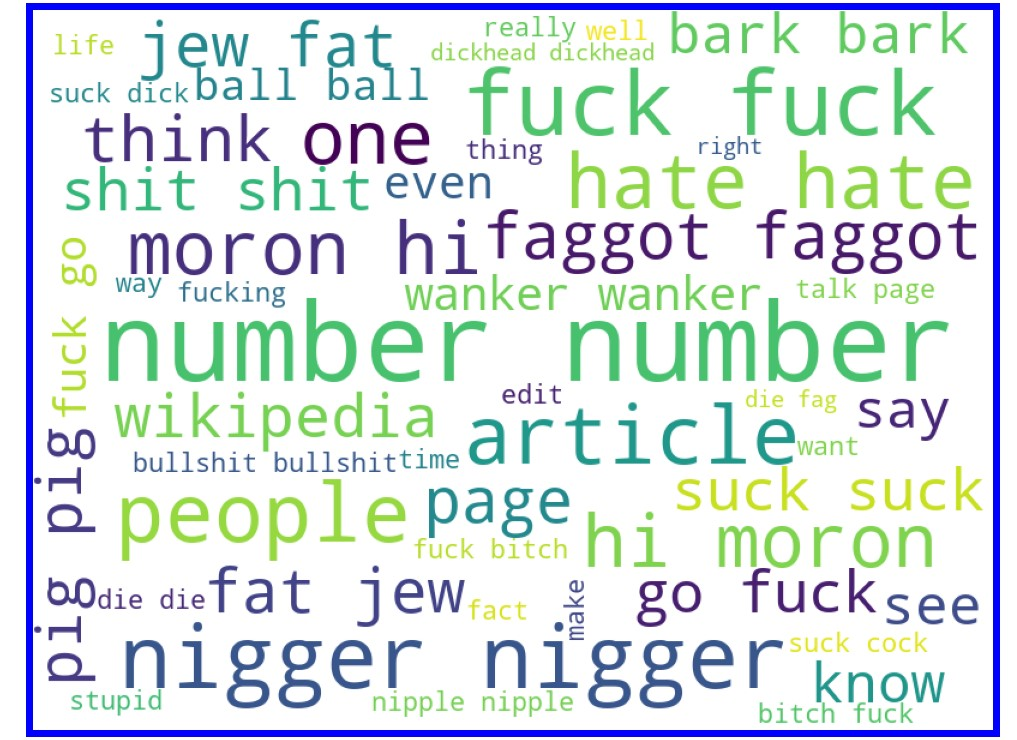 life
jew fat
really
well
bark bark
dickhead dickhead
suck dick
ball ball
fuck fuck
think
one
thing
right
shit shit
even
hate hate
moron hi
faggot faggot
fuck go
way
fucking
wanker wanker
talk page
number number
edit
die fag
say
wikipedia
article
want
bullshit bullshit
time
pig pig
people
page
suck suck
fuck bitch
hi moron
die die
fat jew
fact
make
go fuck
see
nigger nigger
suck cock
know
stupid
nipple nipple
bitch fuck